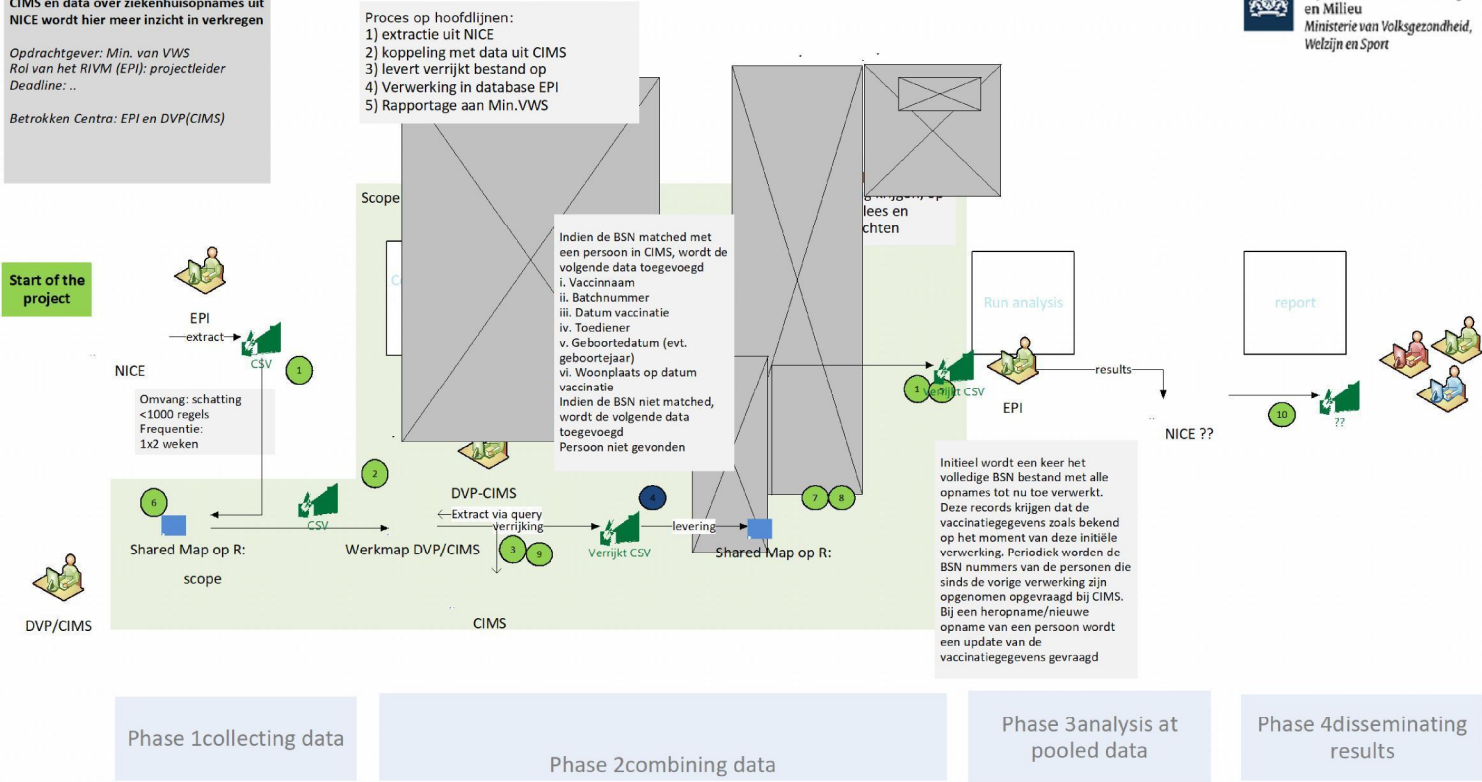 CIMS en data over ziekenhuisopnames uit
NICE wordt hier meer inzicht in verkregen
Opdrachtgever: Min. van VWS
Rol van het RIVM (EPI): projectleider
Deadline: ..
Betrokken Centra: EPI en DVP(CIMS)
Proces op hoofdlijnen:
1) extractie uit NICE
2) koppeling met data uit CIMS
3) levert verrijkt bestand op
4) Verwerking in database EPI
5) Rapportage aan Min.VWS
en Milieu
Ministerie van Volksgezondheid,
Welzijn en Sport
Scope
lees en
Start of the
project
EPI
extract
CSV
1
NICE
Omvang: schatting
<1000 regels
Frequentie:
1x2 weken
Indien de BSN matched met
een persoon in CIMS, wordt de
volgende data toegevoegd
i. Vaccinnaam
ii. Batchnummer
iii. Datum vaccinatie
iv. Toediener
v. Geboortedatum (evt.
geboortejaar)
vi. Woonplaats op datum
vaccinatie
Indien de BSN niet matched,
wordt de volgende data
toegevoegd
Persoon niet gevonden
Run analysis
report
1
Verrijkt CSV
EPI
results
NICE ??
10
??
2
6
CSV
DVP-CIMS
4
7
8
Extract via query
verrijking
levering
Shared Map op R:
scope
Werkmap DVP/CIMS
3
9
Verrijkt CSV
Shared Map op R:
CIMS
DVP/CIMS
Initieel wordt een keer het
volledige BSN bestand met alle
opnames tot nu toe verwerkt.
Deze records krijgen dat de
vaccinatiegegevens zoals bekend
op het moment van deze initiële
verwerking. Periodiek worden de
BSN nummers van de personen die
sinds de vorige verwerking zijn
opgenomen opgevraagd bij CIMS.
Bij een heropname/nieuwe
opname van een persoon wordt
een update van de
vaccinatiegegevens gevraagd
Phase 1collecting data
Phase 2combining data
Phase 3analysis at
pooled data
Phase 4disseminating
results